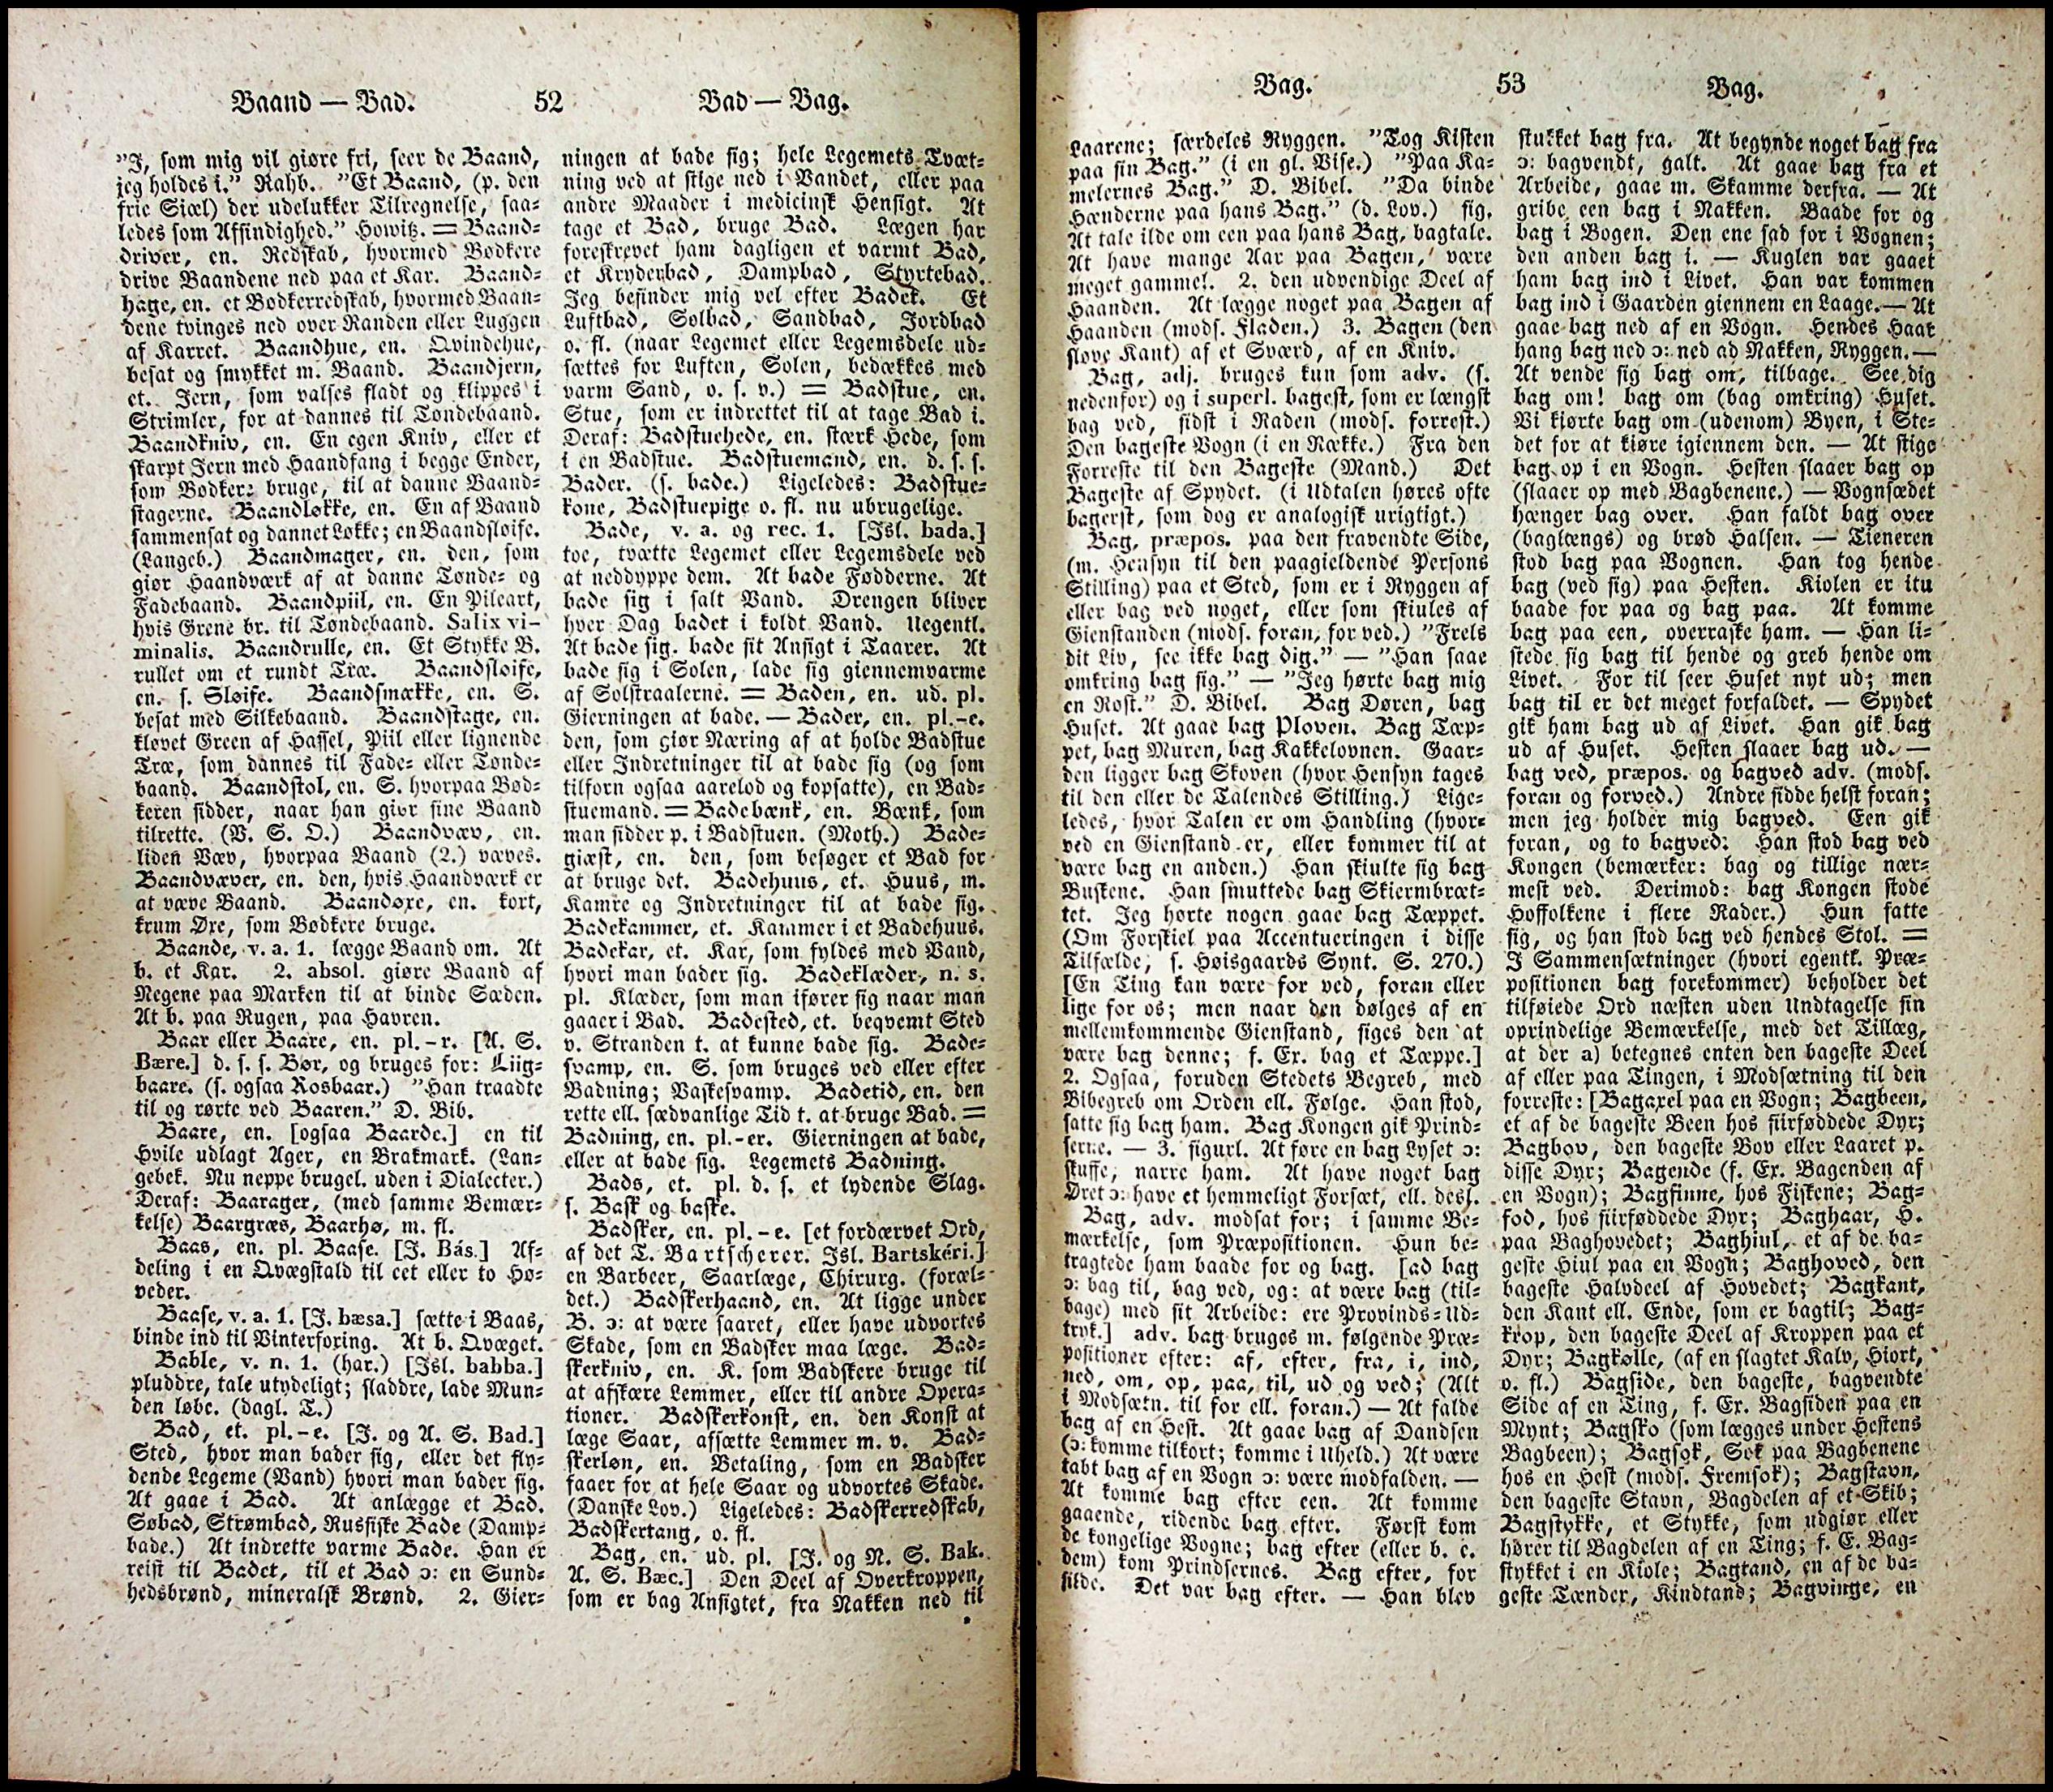 Baand — Bad. 52 Bad — Bag.
"I, som mig vil giøre fri, seer de Baand,
jeg holdes i." Rahb. "Et Baand, (p. den
frie Siæl) der udelukker Tilregnelse, saa-
ledes som Affindighed." Howitz. = Baand-
driver, en. Redskab, hvormed Bødkere
drive Baandene ned paa et Kar. Baand-
hage, en. et Bødkerredskab, hvormed Baan-
dene tvinges ned over Randen eller Luggen
af Karret. Baandhue, en. Qvindehue,
besat og smykket m. Baand. Baandjern,
et. Jern, som valses fladt og klippes i
Strimler, for at dannes til Tøndebaand.
Baandkniv, en. En egen Kniv, eller et
skarpt Jern med Haandfang i begge Ender,
som Bødkere bruge, til at danne Baand-
stagerne. Baandløkke, en. En af Baand
sammensat og dannet Løkke; en Baandsløife.
(Langeb.) Baandmager, en. den, som
giør Haandværk af at danne Tønde- og
Fadebaand. Baandpiil, en. En Pileart,
hvis Grene br. til Tøndebaand. Salix vi-
minalis. Baandrulle, en. Et Stykke B.
rullet om et rundt Træ. Baandsløife,
en. s. Sløife. Baandsmække, en. S.
besat med Silkebaand. Baandstage, en.
kløvet Green af Hassel, Piil eller lignende
Træ, som dannes til Fade- eller Tønde-
baand. Baandstol, en. S. hvorpaa Bød-
keren sidder, naar han giør sine Baand
tilrette. (V. S. O.) Baandvæv, en.
liden Væv, hvorpaa Baand (2.) væves.
Baandvæver, en. den, hvis Haandværk er
at væve Baand. Baandøxe, en. kort,
krum Øxe, som Bødkere bruge.
Baande, v. a. 1. lægge Baand om. At
b. et Kar. 2. absol. giøre Baand af
Negene paa Marken til at binde Sæden.
At b. paa Rugen, paa Havren.
Baar eller Baare, en. pl. -r. [A. S.
Bære.] d. s. s. Bør, og bruges for: Liig-
baare. (s. ogsaa Rosbaar.) "Han traadte
til og rørte ved Baaren." D. Bib.
Baare, en. [ogsaa Baarde.] en til
Hvile udlagt Ager, en Brakmark. (Lan-
gebek. Nu neppe brugel. uden i Dialecter.)
Deraf: Baarager, (med samme Bemær-
kelse) Baargræs, Baarhø, m. fl.
Baas, en. pl. Baase. [I. Bás.] Af-
deling i en Qvægstald til eet eller to Hø-
veder.
Baase, v. a. 1. [I. bæsa.] sætte i Baas,
binde ind til Vinterforing. At b. Qvæget.
Bable, v. n. 1. (har.) [Isl. babba.]
pluddre, tale utydeligt; sladdre, lade Mun-
den løbe. (dagl. T.)
Bad, et. pl. -e. [I. og A. S. Bad.]
Sted, hvor man bader sig, eller det fly-
dende Legeme (Vand) hvori man bader sig.
At gaae i Bad. At anlægge et Bad.
Søbad, Strømbad, Russiske Bade (Damp-
bade.) At indrette varme Bade. Han er
reist til Badet, til et Bad ɔ: en Sund-
hedsbrønd, mineralsk Brønd. 2. Gier-
ningen at bade sig; hele Legemets Tvæt-
ning ved at stige ned i Vandet, eller paa
andre Maader i medicinsk Hensigt. At
tage et Bad, bruge Bad. Lægen har
foreskrevet ham dagligen et varmt Bad,
et Kryderbad, Dampbad, Styrtebad.
Jeg befinder mig vel efter Badet. Et
Luftbad, Solbad, Sandbad, Jordbad
o. fl. (naar Legemet eller Legemsdele ud-
sættes for Luften, Solen, bedækkes med
varm Sand, o. s. v.) = Badstue, en.
Stue, som er indrettet til at tage Bad i.
Deraf: Badstuehede, en. stærk Hede, som
i en Badstue. Badstuemand, en. d. s. s.
Bader. (s. bade.) Ligeledes: Badstue-
kone, Badstuepige o. fl. nu ubrugelige.
Bade, v. a. og rec. 1. [Isl. bada.]
toe, tvætte Legemet eller Legemsdele ved
at neddyppe dem. At bade Fødderne. At
bade sig i salt Vand. Drengen bliver
hver Dag badet i koldt Vand. Uegentl.
At bade sig. bade sit Ansigt i Taarer. At
bade sig i Solen, lade sig giennemvarme
af Solstraalerne. = Baden, en. ud. pl.
Gierningen at bade. — Bader, en. pl. -e.
den, som giør Næring af at holde Badstue
eller Indretninger til at bade sig (og som
tilforn ogsaa aarelod og kopsatte), en Bad-
stuemand. = Badebænk, en. Bænk, som
man sidder p. i Badstuen. (Moth.) Bade-
giæst, en. den, som besøger et Bad for
at bruge det. Badehuus, et. Huus, m.
Kamre og Indretninger til at bade sig.
Badekammer, et. Kammer i et Badehuus.
Badekar, et. Kar, som fyldes med Vand,
hvori man bader sig. Badeklæder, n. s.
pl. Klæder, som man ifører sig naar man
gaaer i Bad. Badested, et. beqvemt Sted
v. Stranden t. at kunne bade sig. Bade-
svamp, en. S. som bruges ved eller efter
Badning; Vaskesvamp. Badetid, en. den
rette ell. sædvanlige Tid t. at bruge Bad. =
Badning, en. pl. -er. Gierningen at bade,
eller at bade sig. Legemets Badning.
Bads, et. pl. d. s. et lydende Slag.
s. Bask og baske.
Badsker, en. pl. -e. [et fordærvet Ord,
af det T. Bartscherer. Isl. Bartskéri.]
en Barbeer, Saarlæge, Chirurg. (foræl-
det.) Badskerhaand, en. At ligge under
B. ɔ: at være saaret, eller have udvortes
Skade, som en Badsker maa læge. Bad-
skerkniv, en. K. som Badskere bruge til
at afskære Lemmer, eller til andre Opera-
tioner. Badskerkonst, en. den Konst at
læge Saar, afsætte Lemmer m. v. Bad-
skerløn, en. Betaling, som en Badsker
faaer for at hele Saar og udvortes Skade.
(Danske Lov.) Ligeledes: Badskerredskab,
Badskertang, o. fl.
Bag, en. ud. pl. [I. og N. S. Bak.
A. S. Bæc.] Den Deel af Overkroppen,
som er bag Ansigtet, fra Nakken ned til
Bag. 53 Bag.
Laarene; særdeles Ryggen. "Tog Kisten
paa sin Bag." (i en gl. Vise.) "Paa Ka-
melernes Bag." D. Bibel. "Da binde
Hænderne paa hans Bag." (d. Lov.) fig.
At tale ilde om een paa hans Bag, bagtale.
At have mange Aar paa Bagen, være
meget gammel. 2. den udvendige Deel af
Haanden. At lægge noget paa Bagen af
Haanden (mods. Fladen.) 3. Bagen (den
sløve Kant) af et Sværd, af en Kniv.
Bag, adj. bruges kun som adv. (s.
nedenfor) og i superl. bagest, som er længst
bag ved, sidst i Raden (mods. forrest.)
Den bageste Vogn (i en Række.) Fra den
Forreste til den Bageste (Mand.) Det
Bageste af Spydet. (i Udtalen høres ofte
bagerst, som dog er analogisk urigtigt.)
Bag, præpos. paa den fravendte Side,
(m. Hensyn til den paagieldende Persons
Stilling) paa et Sted, som er i Ryggen af
eller bag ved noget, eller som skiules af
Gienstanden (mods. foran, for ved.) "Frels
dit Liv, see ikke bag dig." — "Han saae
omkring bag sig." — "Jeg hørte bag mig
en Røst." D. Bibel. Bag Døren, bag
Huset. At gaae bag Ploven. Bag Tæp-
pet, bag Muren, bag Kakkelovnen. Gaar-
den ligger bag Skoven (hvor Hensyn tages
til den eller de Talendes Stilling.) Lige-
ledes, hvor Talen er om Handling (hvor-
ved en Gienstand er, eller kommer til at
være bag en anden.) Han skiulte sig bag
Buskene. Han smuttede bag Skiermbræt-
tet. Jeg hørte nogen gaae bag Tæppet.
(Om Forskiel paa Accentueringen i disse
Tilfælde, s. Høisgaards Synt. S. 270.)
[En Ting kan være for ved, foran eller
lige for os; men naar den dølges af en
mellemkommende Gienstand, siges den at
være bag denne; f. Ex. bag et Tæppe.]
2. Ogsaa, foruden Stedets Begreb, med
Bibegreb om Orden ell. Følge. Han stod,
satte sig bag ham. Bag Kongen gik Prind-
serne. — 3. figurl. At føre en bag Lyset ɔ:
skuffe, narre ham. At have noget bag
Øret ɔ: have et hemmeligt Forsæt, ell. desl.
Bag, adv. modsat for; i samme Be-
mærkelse, som Præpositionen. Hun be-
tragtede ham baade for og bag. [ad bag
ɔ: bag til, bag ved, og: at være bag (til-
bage) med sit Arbeide: ere Provinds-Ud-
tryk.] adv. bag bruges m. følgende Præ-
positioner efter: af, efter, fra, i, ind,
ned, om, op, paa, til, ud og ved; (Alt
i Modsætn. til for ell. foran.) — At falde
bag af en Hest. At gaae bag af Dandsen
(ɔ: komme tilkort; komme i Uheld.) At være
tabt bag af en Vogn ɔ: være modfalden. —
At komme bag efter een. At komme
gaaende, ridende bag efter. Først kom
de kongelige Vogne; bag efter (eller b. e.
dem) kom Prindsernes. Bag efter, for
silde. Det var bag efter. — Han blev
stukket bag fra. At begynde noget bag fra
ɔ: bagvendt, galt. At gaae bag fra et
Arbeide, gaae m. Skamme derfra. — At
gribe een bag i Nakken. Baade for og
bag i Bogen. Den ene sad for i Vognen;
den anden bag i. — Kuglen var gaaet
ham bag ind i Livet. Han var kommen
bag ind i Gaarden giennem en Laage. — At
gaae bag ned af en Vogn. Hendes Haar
hang bag ned ɔ: ned ad Nakken, Ryggen. —
At vende sig bag om, tilbage. See dig
bag om! bag om (bag omkring) Huset.
Vi kiørte bag om (udenom) Byen, i Ste-
det for at kiøre igiennem den. — At stige
bag op i en Vogn. Hesten slaaer bag op
(slaaer op med Bagbenene.) — Vognsædet
hænger bag over. Han faldt bag over
(baglængs) og brød Halsen. — Tieneren
stod bag paa Vognen. Han tog hende
bag (ved sig) paa Hesten. Kiolen er itu
baade for paa og bag paa. At komme
bag paa een, overraske ham. — Han li-
stede sig bag til hende og greb hende om
Livet. For til seer Huset nyt ud; men
bag til er det meget forfaldet. — Spydet
gik ham bag ud af Livet. Han gik bag
ud af Huset. Hesten slaaer bag ud. —
bag ved, præpos. og bagved adv. (mods.
foran og forved.) Andre sidde helst foran;
men jeg holder mig bagved. Een gik
foran, og to bagved. Han stod bag ved
Kongen (bemærker: bag og tillige nær-
mest ved. Derimod: bag Kongen stode
Hoffolkene i flere Rader.) Hun satte
sig, og han stod bag ved hendes Stol. =
I Sammensætninger (hvori egentl. Præ-
positionen bag forekommer) beholder det
tilføiede Ord næsten uden Undtagelse sin
oprindelige Bemærkelse, med det Tillæg,
at der a) betegnes enten den bageste Deel
af eller paa Tingen, i Modsætning til den
forreste: [Bagaxel paa en Vogn; Bagbeen,
et af de bageste Been hos fiirføddede Dyr;
Bagbov, den bageste Bov eller Laaret p.
disse Dyr; Bagende (f. Ex. Bagenden af
en Vogn); Bagfinne, hos Fiskene; Bag-
fod, hos fiirføddede Dyr; Baghaar, H.
paa Baghovedet; Baghiul, et af de ba-
geste Hiul paa en Vogn; Baghoved, den
bageste Halvdeel af Hovedet; Bagkant,
den Kant ell. Ende, som er bagtil; Bag-
krop, den bageste Deel af Kroppen paa et
Dyr; Bagkølle, (af en slagtet Kalv, Hiort,
o. fl.) Bagside, den bageste, bagvendte
Side af en Ting, f. Ex. Bagsiden paa en
Mynt; Bagsko (som lægges under Hestens
Bagbeen); Bagsok, Sok paa Bagbenene
hos en Hest (mods. Fremsok); Bagstavn,
den bageste Stavn, Bagdelen af et Skib;
Bagstykke, et Stykke, som udgiør eller
hører til Bagdelen af en Ting; f. E. Bag-
stykket i en Kiole; Bagtand, en af de ba-
geste Tænder, Kindtand; Bagvinge, en